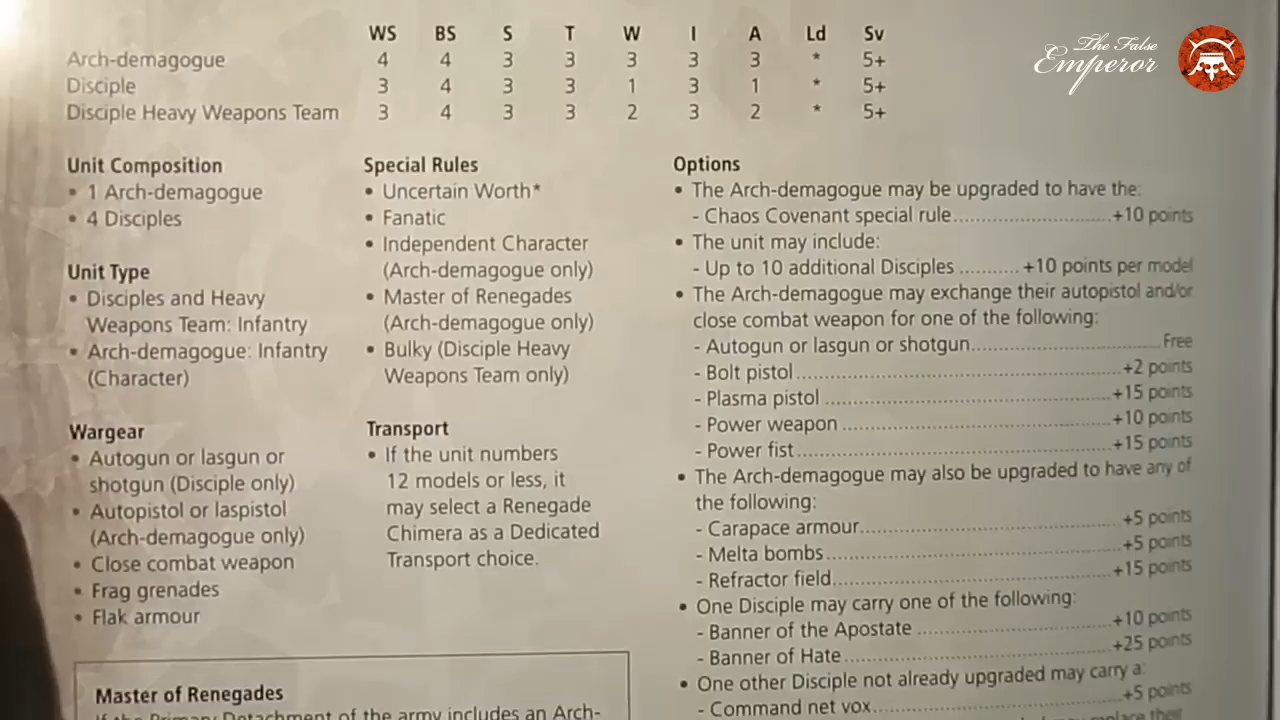 WS BS S T W I A Ld Sv
Arch-demagogue 4 4 3 3 3 3 3 * 5+
Disciple 3 4 3 3 1 3 1 * 5+
Disciple Heavy Weapons Team 3 4 3 3 2 3 2 * 5+
The False
Emperor
Unit Composition
• 1 Arch-demagogue
• 4 Disciples
Unit Type
• Disciples and Heavy
Weapons Team: Infantry
• Arch-demagogue: Infantry
(Character)
Wargear
• Autogun or lasgun or
shotgun (Disciple only)
• Autopistol or laspistol
(Arch-demagogue only)
• Close combat weapon
• Frag grenades
• Flak armour
Special Rules
• Uncertain Worth*
• Fanatic
• Independent Character
(Arch-demagogue only)
• Master of Renegades
(Arch-demagogue only)
• Bulky (Disciple Heavy
Weapons Team only)
Transport
• If the unit numbers
12 models or less, it
may select a Renegade
Chimera as a Dedicated
Transport choice.
Master of Renegades
If the Primary Detachment of the army includes an Arch-
Options
• The Arch-demagogue may be upgraded to have the:
- Chaos Covenant special rule.......................+10 points
• The unit may include:
- Up to 10 additional Disciples ..........+10 points per model
• The Arch-demagogue may exchange their autopistol and/or
close combat weapon for one of the following:
- Autogun or lasgun or shotgun............................Free
- Bolt pistol................................................+2 points
- Plasma pistol ............................................+15 points
- Power weapon ..........................................+10 points
- Power fist................................................+15 points
• The Arch-demagogue may also be upgraded to have any of
the following:
- Carapace armour.......................................+5 points
- Melta bombs.............................................+5 points
- Refractor field..........................................+15 points
• One Disciple may carry one of the following:
- Banner of the Apostate .............................+10 points
- Banner of Hate........................................+25 points
• One other Disciple not already upgraded may carry a:
- Command net vox.....................................+5 points